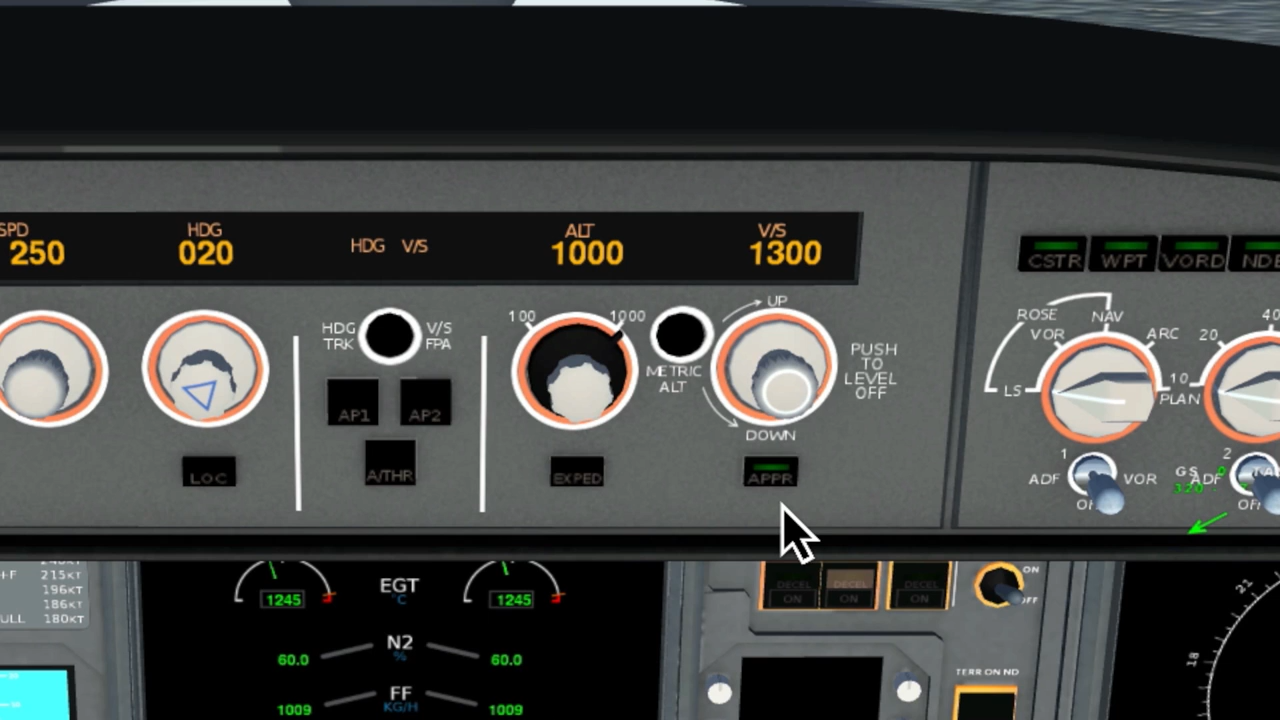 SPD
250
HDG
020
HDG V/S
ALT
1000
V/S
1300
CSTR
WPT
VORD
HDG
TRK
V/S
FPA
AP1
AP2
A/THR
LOC
100
1000
METRIC
ALT
EXPED
UP
DOWN
PUSH
TO
LEVEL
OFF
APPR
ROSE
LS
VOR
NAV
ARC
PLAN
10
20
40
1
ADF
VOR
2
ADF
GS
320
215KT
196KT
186KT
180KT
1245
EGT
°C
1245
60.0
N2
%
60.0
1009
FF
KG/H
1009
DECEL
ON
DECEL
ON
DECEL
ON
ON
OFF
TERR ON ND
21
18